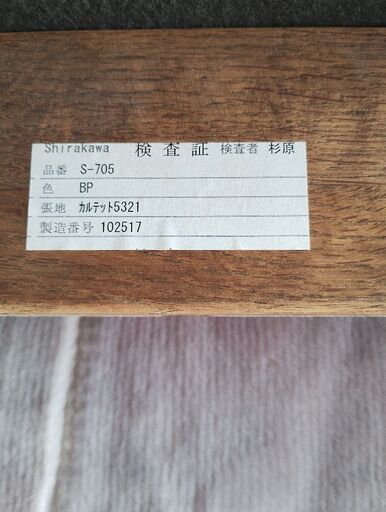 Shirakawa 検査証 検査者 杉原
品番 S-705
色 BP
張地 ｶﾙﾃｯﾄ5321
製造番号 102517